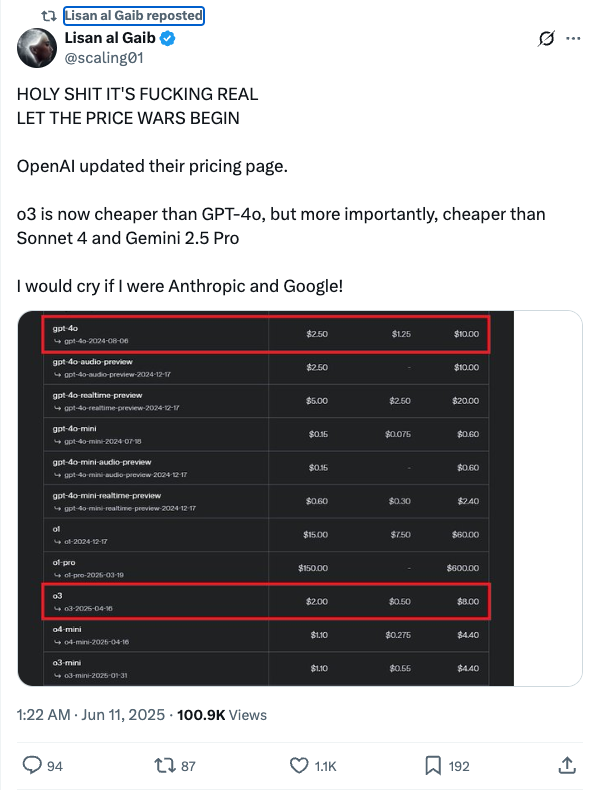 Lisan al Gaib reposted
Lisan al Gaib
@scaling01
HOLY SHIT IT'S FUCKING REAL
LET THE PRICE WARS BEGIN
OpenAI updated their pricing page.
o3 is now cheaper than GPT-4o, but more importantly, cheaper than
Sonnet 4 and Gemini 2.5 Pro
I would cry if I were Anthropic and Google!
gpt-4o
↳ gpt-4o-2024-08-06 $2.50 $1.25 $10.00
gpt-4o-audio-preview
↳ gpt-4o-audio-preview-2024-12-17 $2.50 - $10.00
gpt-4o-realtime-preview
↳ gpt-4o-realtime-preview-2024-12-17 $5.00 $2.50 $20.00
gpt-4o-mini
↳ gpt-4o-mini-2024-07-18 $0.15 $0.075 $0.60
gpt-4o-mini-audio-preview
↳ gpt-4o-mini-audio-preview-2024-12-17 $0.15 - $0.60
gpt-4o-mini-realtime-preview
↳ gpt-4o-mini-realtime-preview-2024-12-17 $0.60 $0.30 $2.40
o1
↳ o1-2024-12-17 $15.00 $7.50 $60.00
o1-pro
↳ o1-pro-2025-03-19 $150.00 - $600.00
o3
↳ o3-2025-04-16 $2.00 $0.50 $8.00
o4-mini
↳ o4-mini-2025-04-16 $1.10 $0.275 $4.40
o3-mini
↳ o3-mini-2025-01-31 $1.10 $0.55 $4.40
1:22 AM · Jun 11, 2025 · 100.9K Views
94 87 1.1K 192